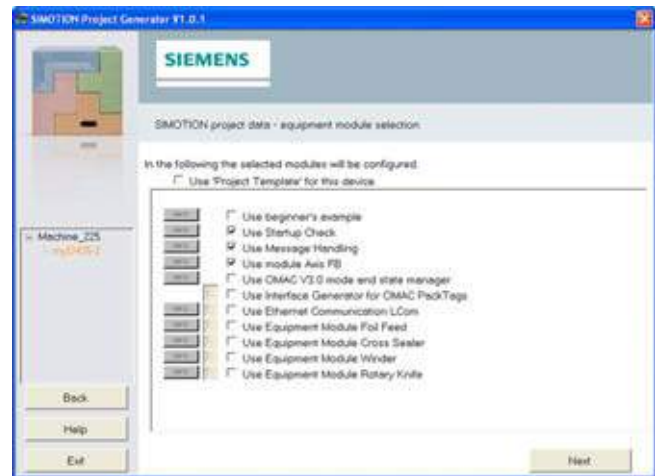 SIMOTION Project Generator V1.0.1
SIEMENS
SIMOTION project data - equipment module selection
In the following the selected modules will be configured.
Use 'Project Template' for this device
Use beginner's example
Use Startup Check
Use Message Handling
Use module Axis FB
Use OMAC V3.0 mode end state manager
Use Interface Generator for OMAC PackTags
Use Ethernet Communication LCom
Use Equipment Module Foil Feed
Use Equipment Module Cross Sealer
Use Equipment Module Winder
Use Equipment Module Rotary Knife
Machine_225
Back
Help
Exit
Next